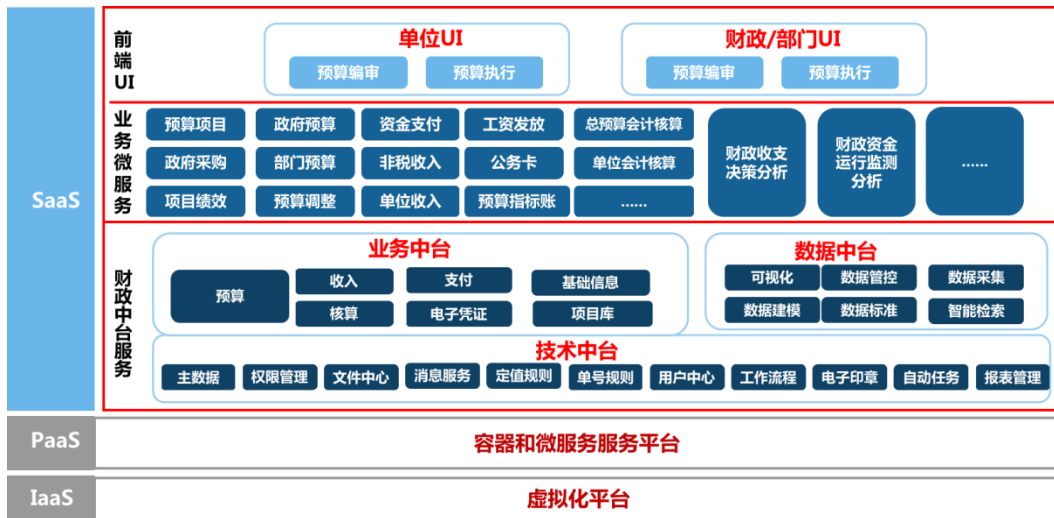 SaaS
前端UI
单位UI
预算编审
预算执行
财政/部门UI
预算编审
预算执行
业务微服务
预算项目
政府预算
资金支付
工资发放
总预算会计核算
政府采购
部门预算
非税收入
公务卡
单位会计核算
项目绩效
预算调整
单位收入
预算指标账
......
财政收支
决策分析
财政资金
运行监测
分析
......
财政中台服务
业务中台
预算
收入
支付
基础信息
核算
电子凭证
项目库
数据中台
可视化
数据管控
数据采集
数据建模
数据标准
智能检索
技术中台
主数据
权限管理
文件中心
消息服务
定值规则
单号规则
用户中心
工作流程
电子印章
自动任务
报表管理
PaaS
容器和微服务服务平台
IaaS
虚拟化平台